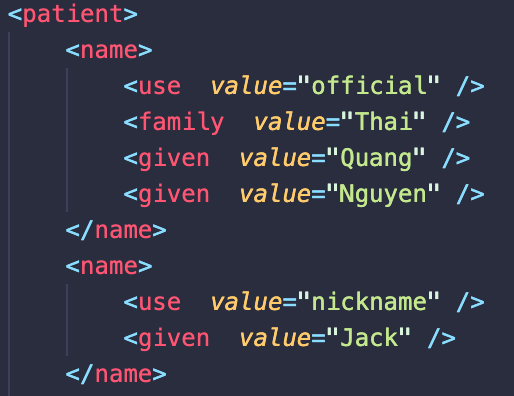 <patient>
<name>
<use value="official" />
<family value="Thai" />
<given value="Quang" />
<given value="Nguyen" />
</name>
<name>
<use value="nickname" />
<given value="Jack" />
</name>